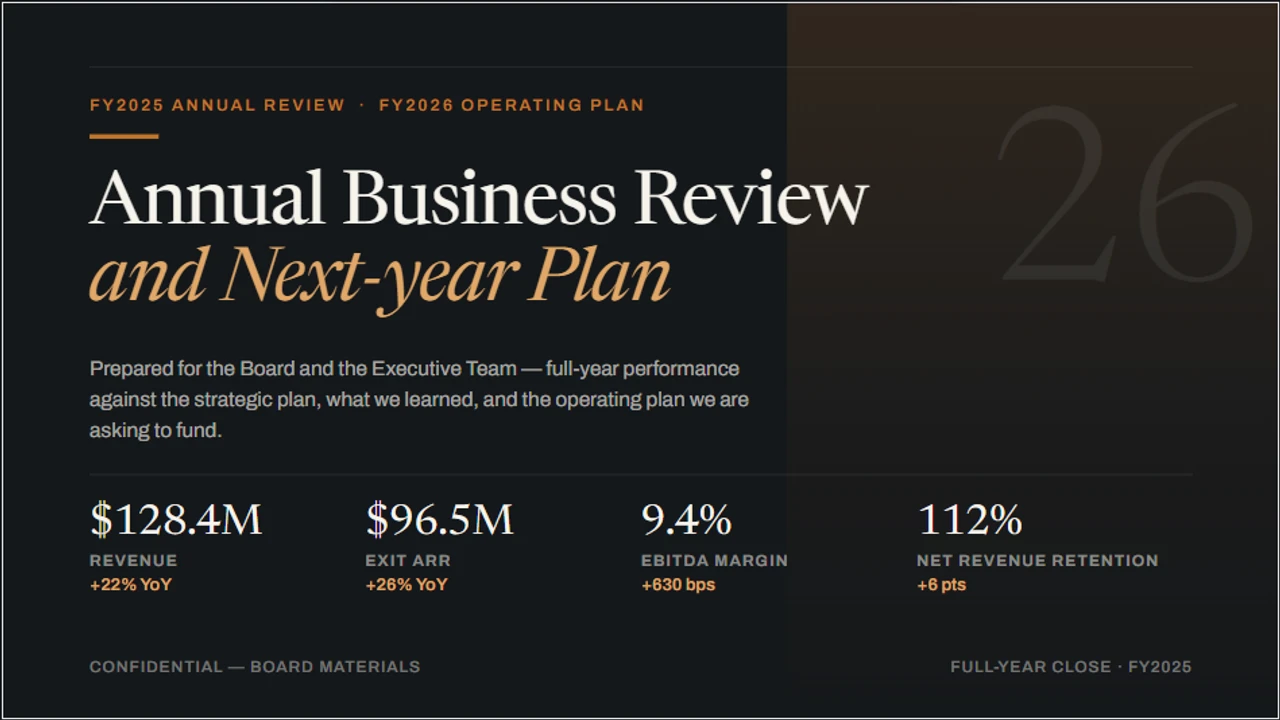 FY2025 ANNUAL REVIEW · FY2026 OPERATING PLAN
26
Annual Business Review
and Next-year Plan
Prepared for the Board and the Executive Team — full-year performance
against the strategic plan, what we learned, and the operating plan we are
asking to fund.
$128.4M
REVENUE
+22% YoY
$96.5M
EXIT ARR
+26% YoY
9.4%
EBITDA MARGIN
+630 bps
112%
NET REVENUE RETENTION
+6 pts
CONFIDENTIAL — BOARD MATERIALS
FULL-YEAR CLOSE · FY2025